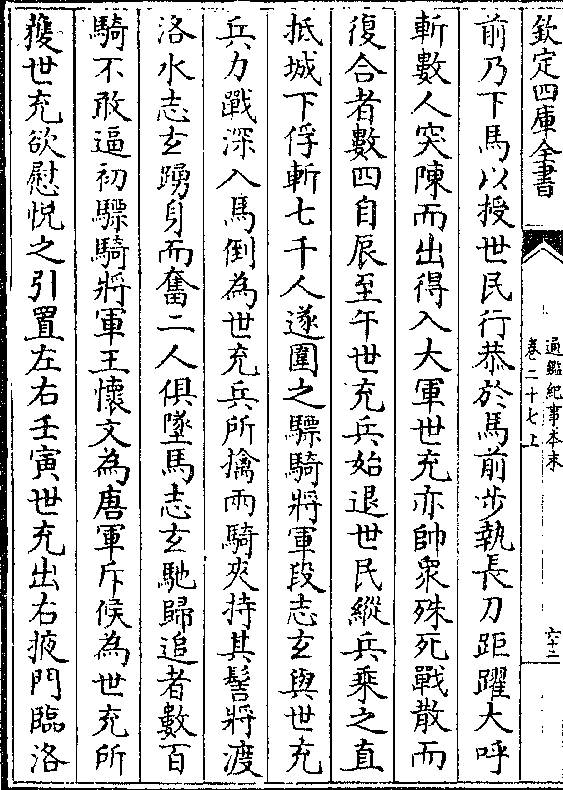 欽定四庫全書
通鑑紀事本末
卷二十七上
六十二
前乃下馬以授世民行恭於馬前步執長刀距躍大呼
斬數人突陳而出得入大軍世充亦帥衆殊死戰散而
復合者數四自辰至午世充兵始退世民縱兵乘之直
抵城下俘斬七千人遂圍之驃騎將軍段志玄與世充
兵力戰深入馬倒為世充兵所擒兩騎夾持其髻將渡
洛水志玄踴身而奮二人俱墜馬志玄馳歸追者數百
騎不敢逼初驃騎將軍王懷文為唐軍斥候為世充所
獲世充欲慰悅之引置左右壬寅世充出右掖門臨洛